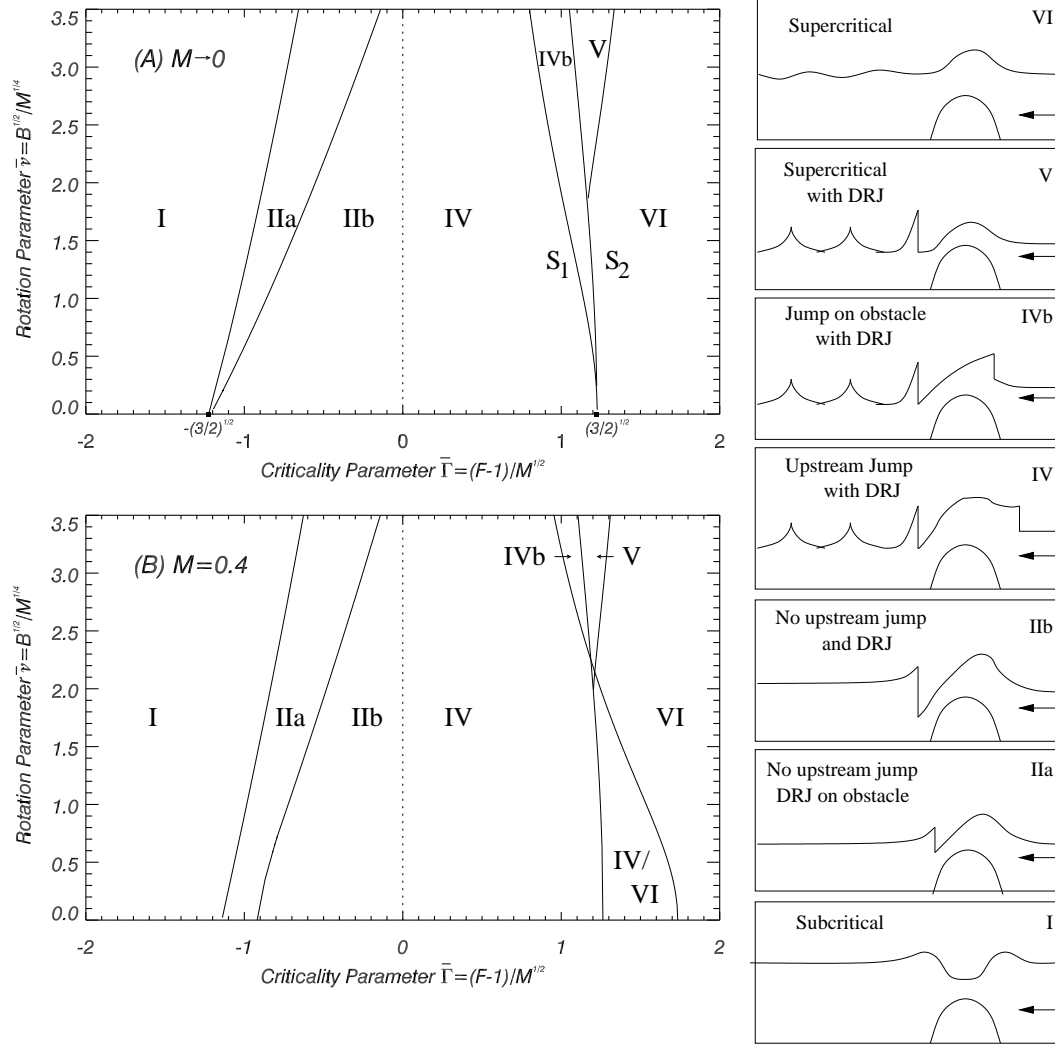 (A) M→0
Rotation Parameter ν̄=B^1/2/M^1/4
3.5
3.0
2.5
2.0
1.5
1.0
0.5
0.0
I
IIa
IIb
IV
IVb
V
VI
S1
S2
-2
-1
0
1
2
-(3/2)^1/2
(3/2)^1/2
Criticality Parameter Γ̄=(F-1)/M^1/2
(B) M=0.4
Rotation Parameter ν̄=B^1/2/M^1/4
3.5
3.0
2.5
2.0
1.5
1.0
0.5
0.0
I
IIa
IIb
IV
IVb
V
VI
IV/
VI
-2
-1
0
1
2
Criticality Parameter Γ̄=(F-1)/M^1/2
Supercritical
VI
Supercritical
with DRJ
V
Jump on obstacle
with DRJ
IVb
Upstream Jump
with DRJ
IV
No upstream jump
and DRJ
IIb
No upstream jump
DRJ on obstacle
IIa
Subcritical
I